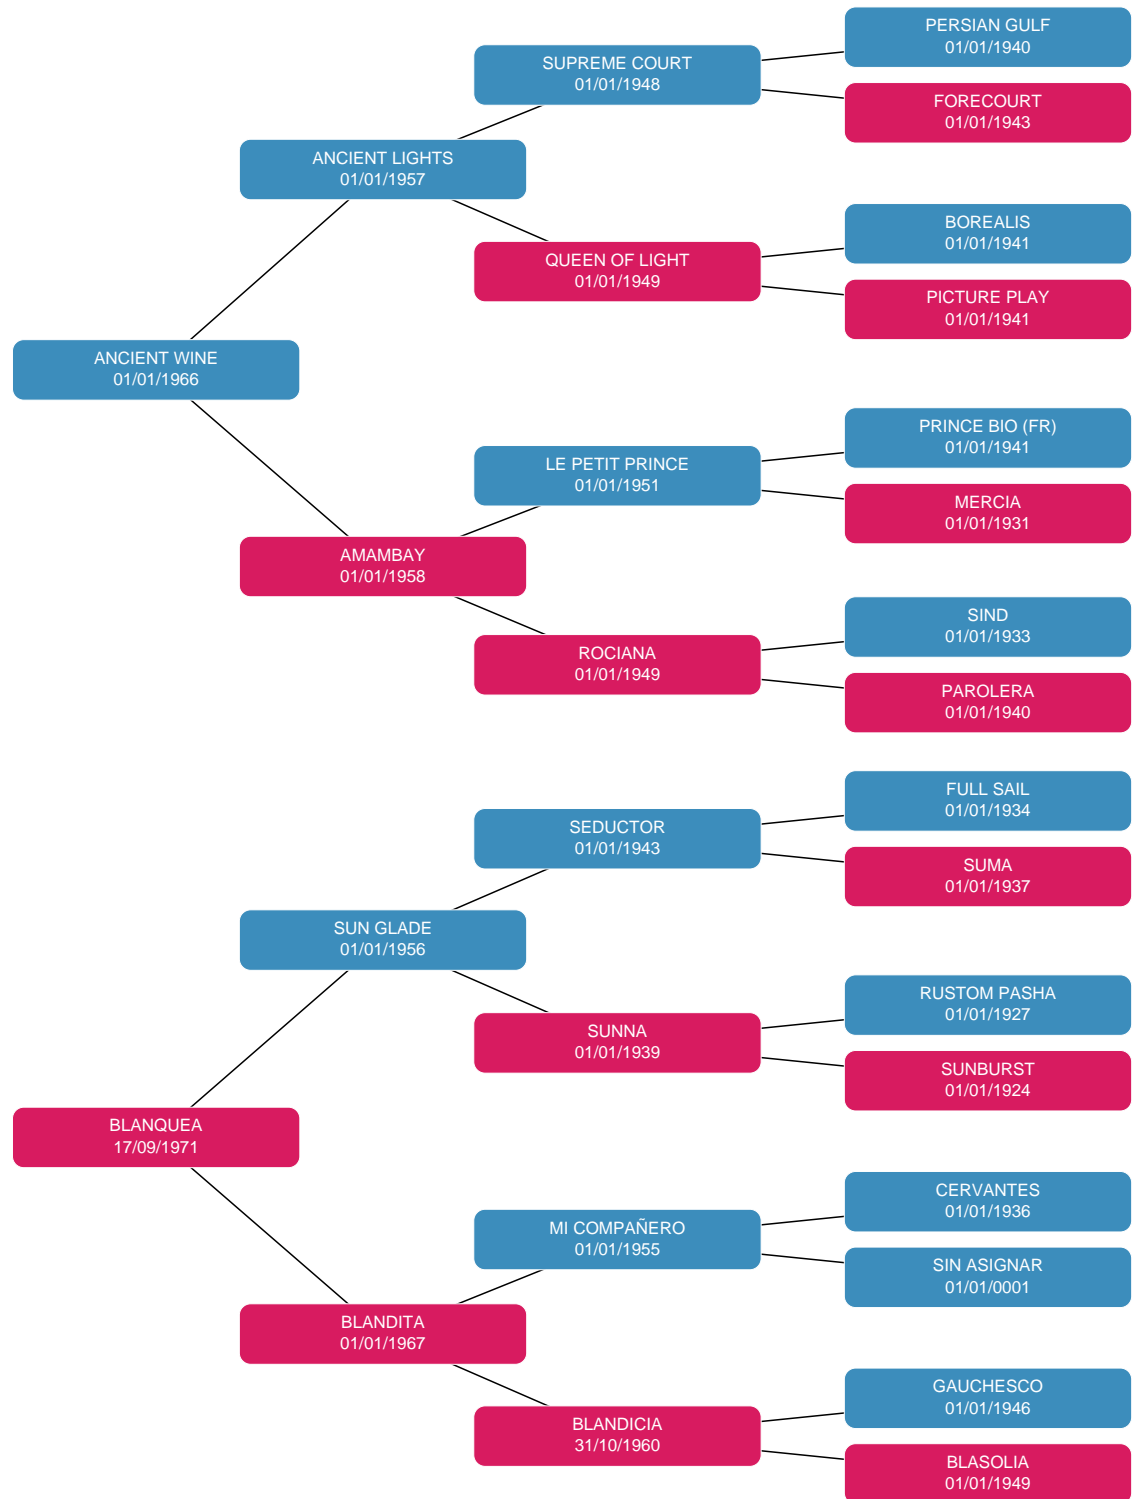 PERSIAN GULF
01/01/1940
SUPREME COURT
01/01/1948
FORECOURT
01/01/1943
ANCIENT LIGHTS
01/01/1957
BOREALIS
01/01/1941
QUEEN OF LIGHT
01/01/1949
PICTURE PLAY
01/01/1941
ANCIENT WINE
01/01/1966
PRINCE BIO (FR)
01/01/1941
LE PETIT PRINCE
01/01/1951
MERCIA
01/01/1931
AMAMBAY
01/01/1958
SIND
01/01/1933
ROCIANA
01/01/1949
PAROLERA
01/01/1940
FULL SAIL
01/01/1934
SEDUCTOR
01/01/1943
SUMA
01/01/1937
SUN GLADE
01/01/1956
RUSTOM PASHA
01/01/1927
SUNNA
01/01/1939
SUNBURST
01/01/1924
BLANQUEA
17/09/1971
CERVANTES
01/01/1936
MI COMPAÑERO
01/01/1955
SIN ASIGNAR
01/01/0001
BLANDITA
01/01/1967
GAUCHESCO
01/01/1946
BLANDICIA
31/10/1960
BLASOLIA
01/01/1949